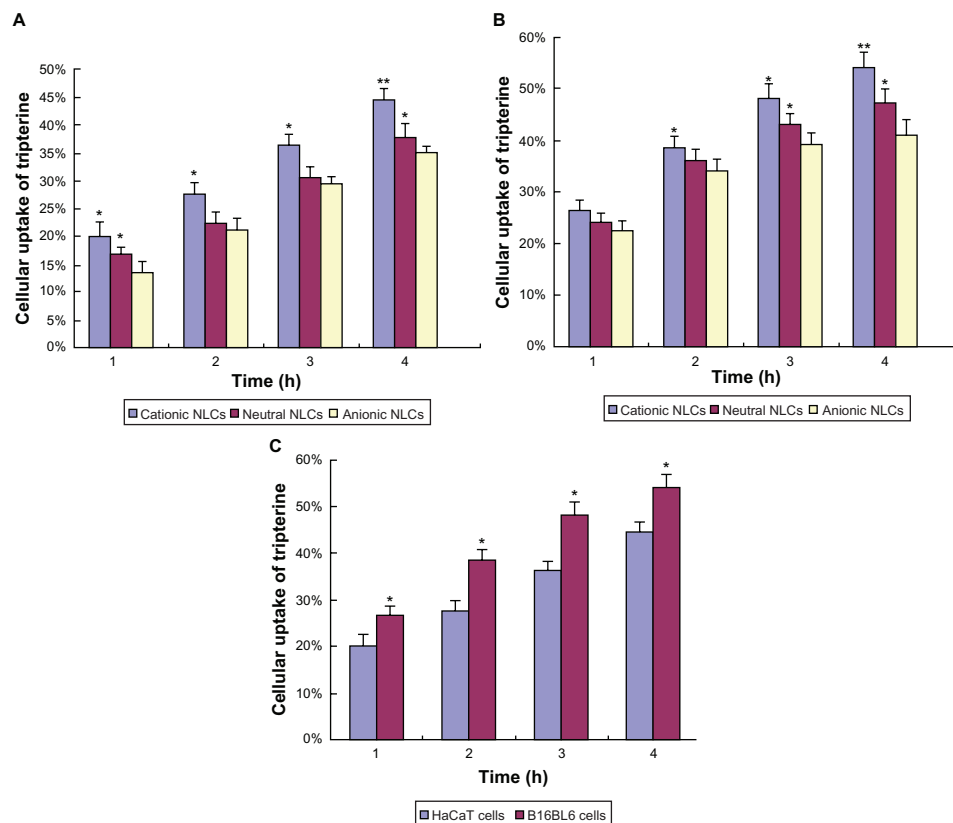 A
Cellular uptake of tripterine
50%
45%
40%
35%
30%
25%
20%
15%
10%
5%
0%
*
*
*
*
**
*
1 2 3 4
Time (h)
Cationic NLCs Neutral NLCs Anionic NLCs
B
Cellular uptake of tripterine
60%
50%
40%
30%
20%
10%
0%
*
*
*
**
*
1 2 3 4
Time (h)
Cationic NLCs Neutral NLCs Anionic NLCs
C
Cellular uptake of tripterine
60%
50%
40%
30%
20%
10%
0%
*
*
*
*
1 2 3 4
Time (h)
HaCaT cells B16BL6 cells